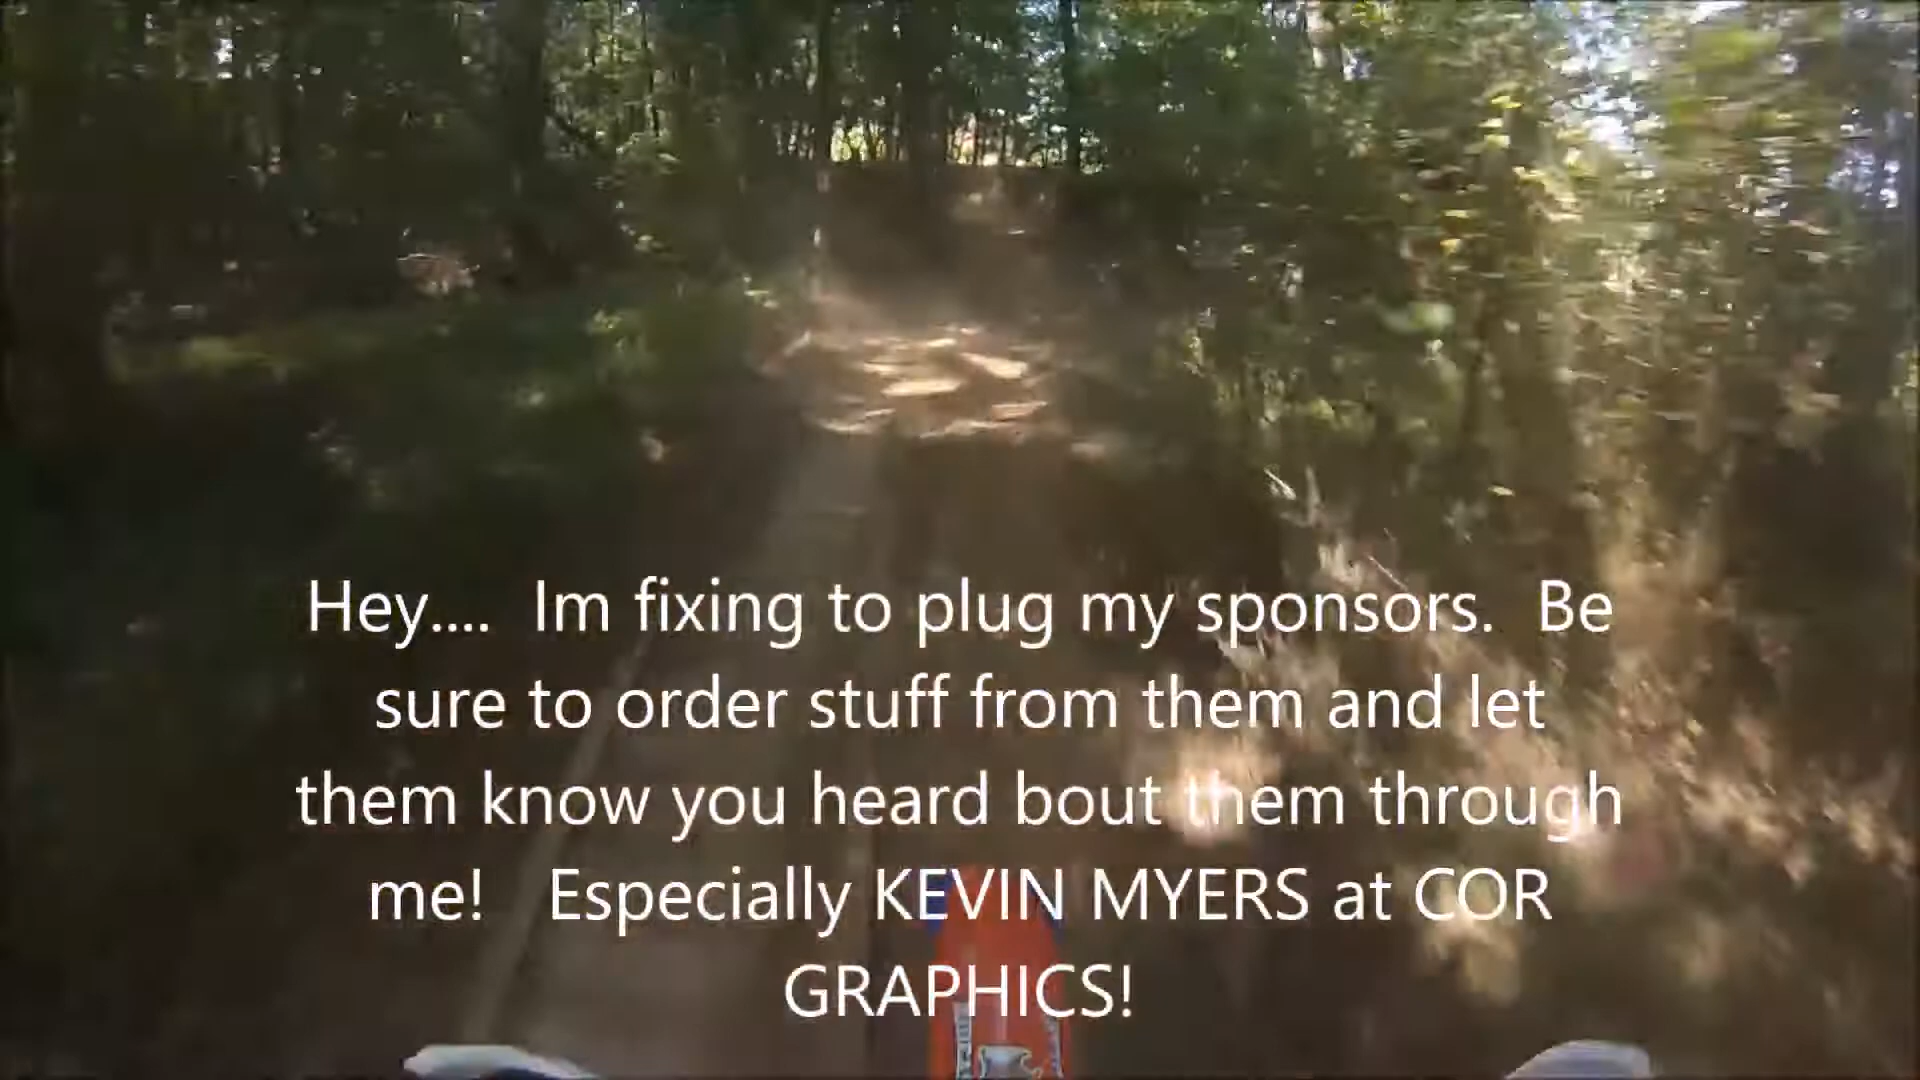 Hey....  Im fixing to plug my sponsors.  Be
sure to order stuff from them and let
them know you heard bout them through
me!   Especially KEVIN MYERS at COR
GRAPHICS!